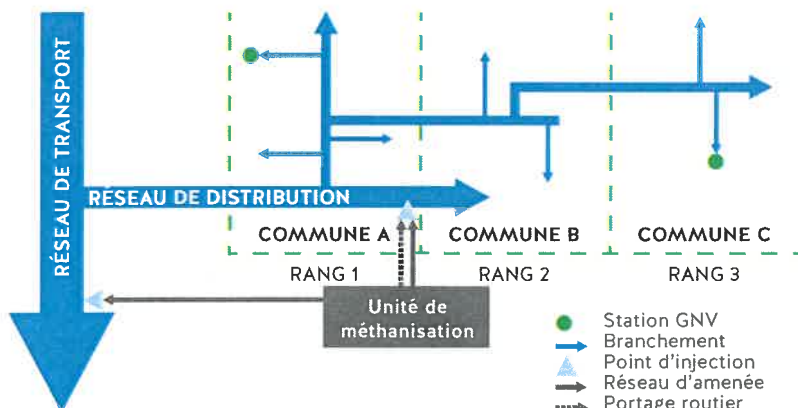 RÉSEAU DE TRANSPORT
RÉSEAU DE DISTRIBUTION
COMMUNE A
COMMUNE B
COMMUNE C
RANG 1
RANG 2
RANG 3
Unité de
méthanisation
Station GNV
Branchement
Point d'injection
Réseau d'amenée
Portage routier